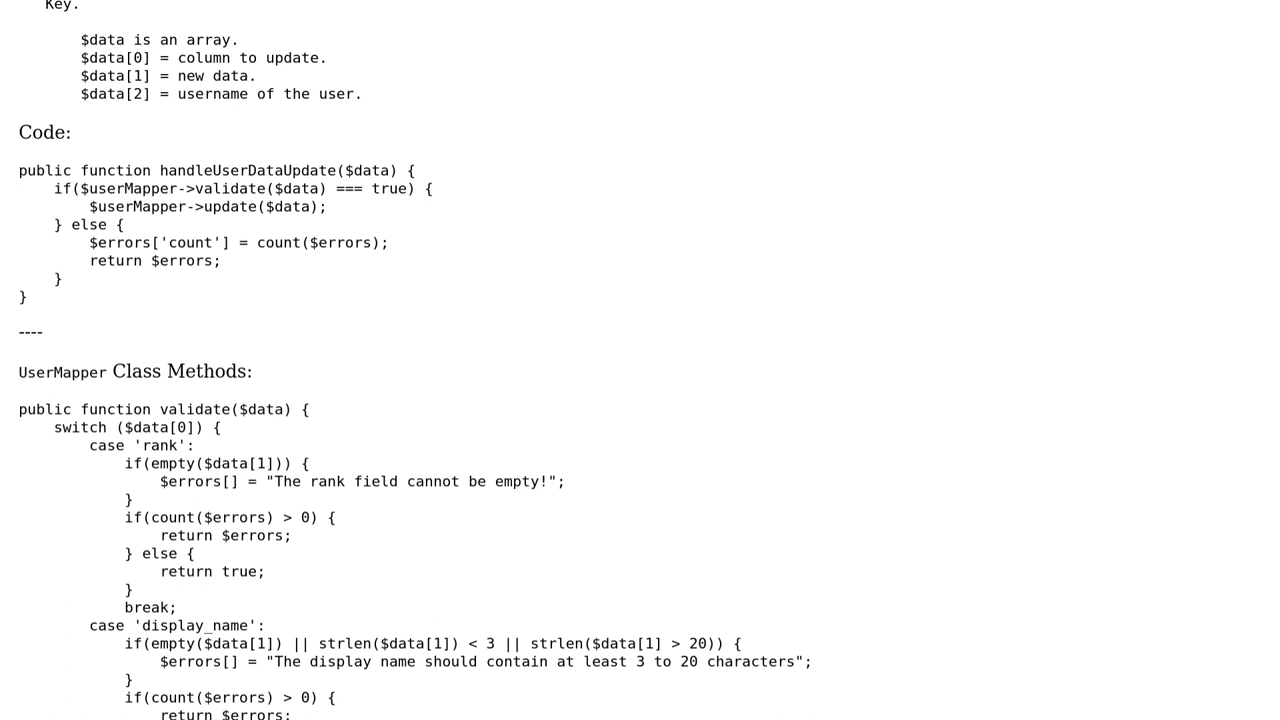 Key.
$data is an array.
$data[0] = column to update.
$data[1] = new data.
$data[2] = username of the user.
Code:
public function handleUserDataUpdate($data) {
    if($userMapper->validate($data) === true) {
        $userMapper->update($data);
    } else {
        $errors['count'] = count($errors);
        return $errors;
    }
}
----
UserMapper Class Methods:
public function validate($data) {
    switch ($data[0]) {
        case 'rank':
            if(empty($data[1])) {
                $errors[] = "The rank field cannot be empty!";
            }
            if(count($errors) > 0) {
                return $errors;
            } else {
                return true;
            }
            break;
        case 'display_name':
            if(empty($data[1]) || strlen($data[1]) < 3 || strlen($data[1] > 20)) {
                $errors[] = "The display name should contain at least 3 to 20 characters";
            }
            if(count($errors) > 0) {
                return $errors;